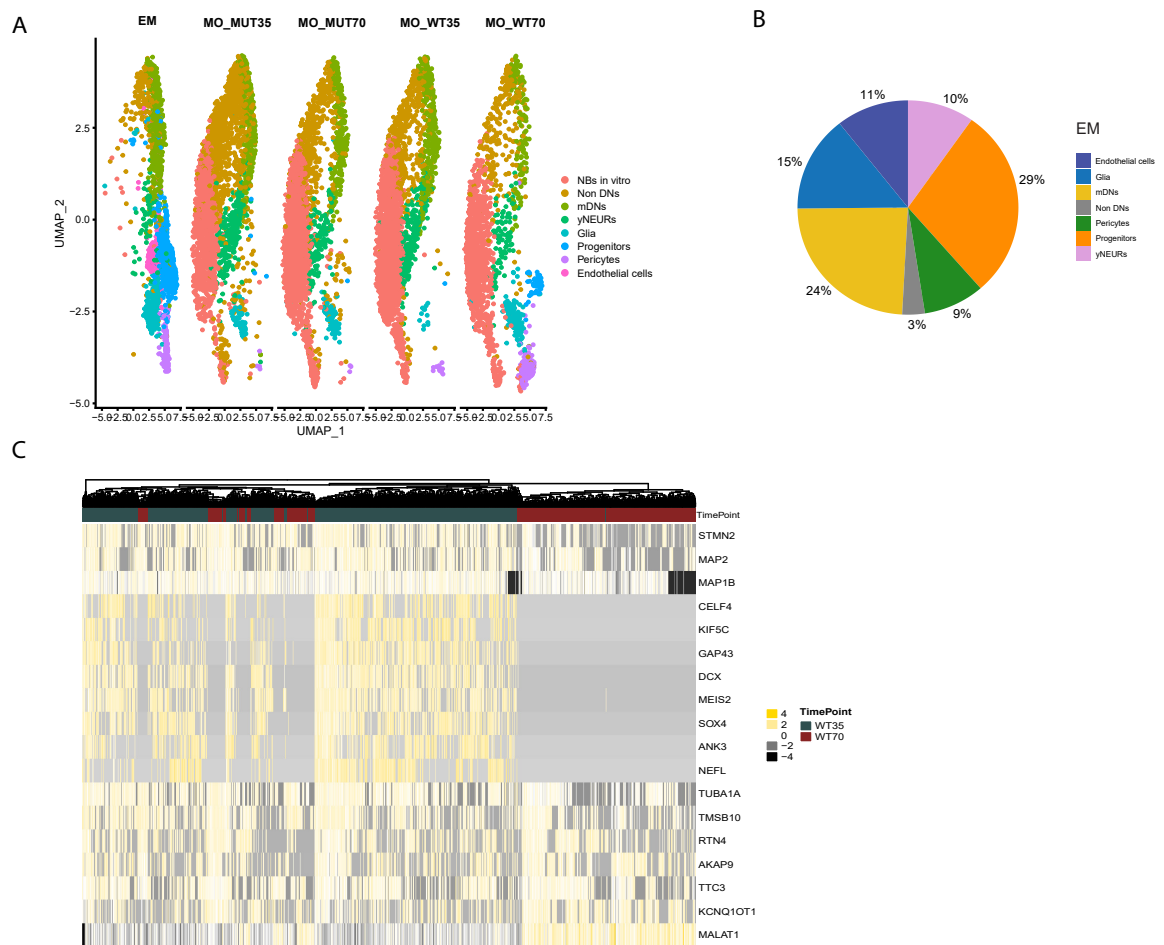 A
EM
MO_MUT35
MO_MUT70
MO_WT35
MO_WT70
2.5
0.0
−2.5
−5.0
UMAP_2
UMAP_1
NBs in vitro
Non DNs
mDNs
yNEURs
Glia
Progenitors
Pericytes
Endothelial cells
B
11%
10%
15%
29%
24%
3%
9%
EM
Endothelial cells
Glia
mDNs
Non DNs
Pericytes
Progenitors
yNEURs
C
TimePoint
STMN2
MAP2
MAP1B
CELF4
KIF5C
GAP43
DCX
MEIS2
SOX4
ANK3
NEFL
TUBA1A
TMSB10
RTN4
AKAP9
TTC3
KCNQ1OT1
MALAT1
4
2
0
−2
−4
TimePoint
WT35
WT70